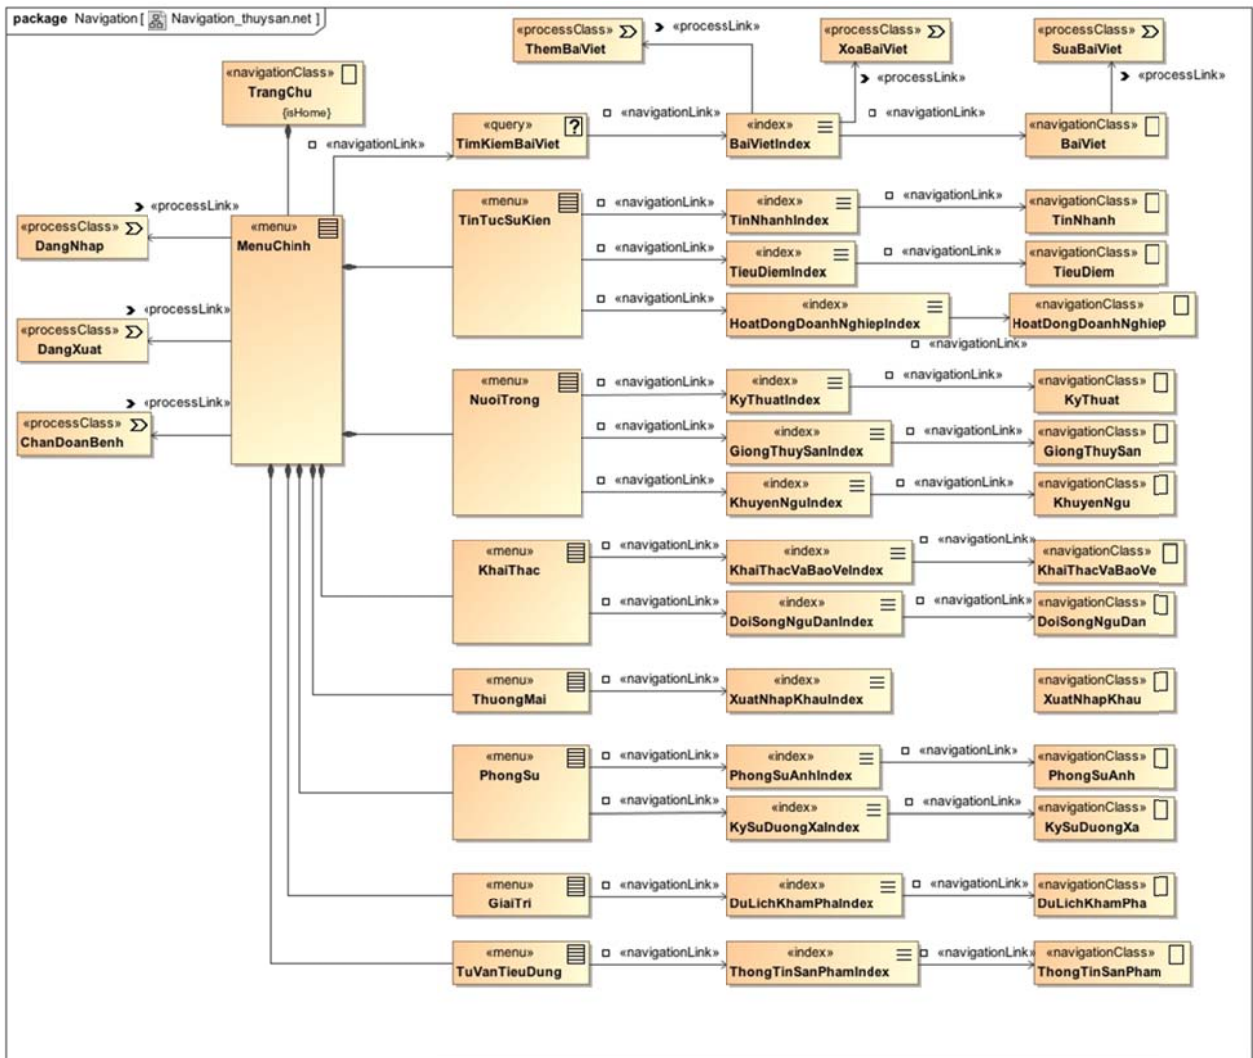 package Navigation [ Navigation_thuysan.net ]
«processClass»
ThemBaiViet
«processLink»
«processClass»
XoaBaiViet
«processClass»
SuaBaiViet
«processLink»
«processLink»
«navigationClass»
TrangChu
{isHome}
«navigationLink»
«query»
TimKiemBaiViet
«navigationLink»
«index»
BaiVietIndex
«navigationLink»
«navigationClass»
BaiViet
«processLink»
«processClass»
DangNhap
«menu»
MenuChinh
«processLink»
«processClass»
DangXuat
«processLink»
«processClass»
ChanDoanBenh
«menu»
TinTucSuKien
«navigationLink»
«index»
TinNhanhIndex
«navigationLink»
«navigationClass»
TinNhanh
«navigationLink»
«index»
TieuDiemIndex
«navigationLink»
«navigationClass»
TieuDiem
«navigationLink»
«index»
HoatDongDoanhNghiepIndex
«navigationClass»
HoatDongDoanhNghiep
«navigationLink»
«menu»
NuoiTrong
«navigationLink»
«index»
KyThuatIndex
«navigationLink»
«navigationClass»
KyThuat
«navigationLink»
«index»
GiongThuySanIndex
«navigationLink»
«navigationClass»
GiongThuySan
«navigationLink»
«index»
KhuyenNguIndex
«navigationLink»
«navigationClass»
KhuyenNgu
«menu»
KhaiThac
«navigationLink»
«index»
KhaiThacVaBaoVeIndex
«navigationLink»
«navigationClass»
KhaiThacVaBaoVe
«navigationLink»
«index»
DoiSongNguDanIndex
«navigationLink»
«navigationClass»
DoiSongNguDan
«menu»
ThuongMai
«navigationLink»
«index»
XuatNhapKhauIndex
«navigationClass»
XuatNhapKhau
«menu»
PhongSu
«navigationLink»
«index»
PhongSuAnhIndex
«navigationLink»
«navigationClass»
PhongSuAnh
«navigationLink»
«index»
KySuDuongXaIndex
«navigationLink»
«navigationClass»
KySuDuongXa
«menu»
GiaiTri
«navigationLink»
«index»
DuLichKhamPhaIndex
«navigationLink»
«navigationClass»
DuLichKhamPha
«menu»
TuVanTieuDung
«navigationLink»
«index»
ThongTinSanPhamIndex
«navigationLink»
«navigationClass»
ThongTinSanPham